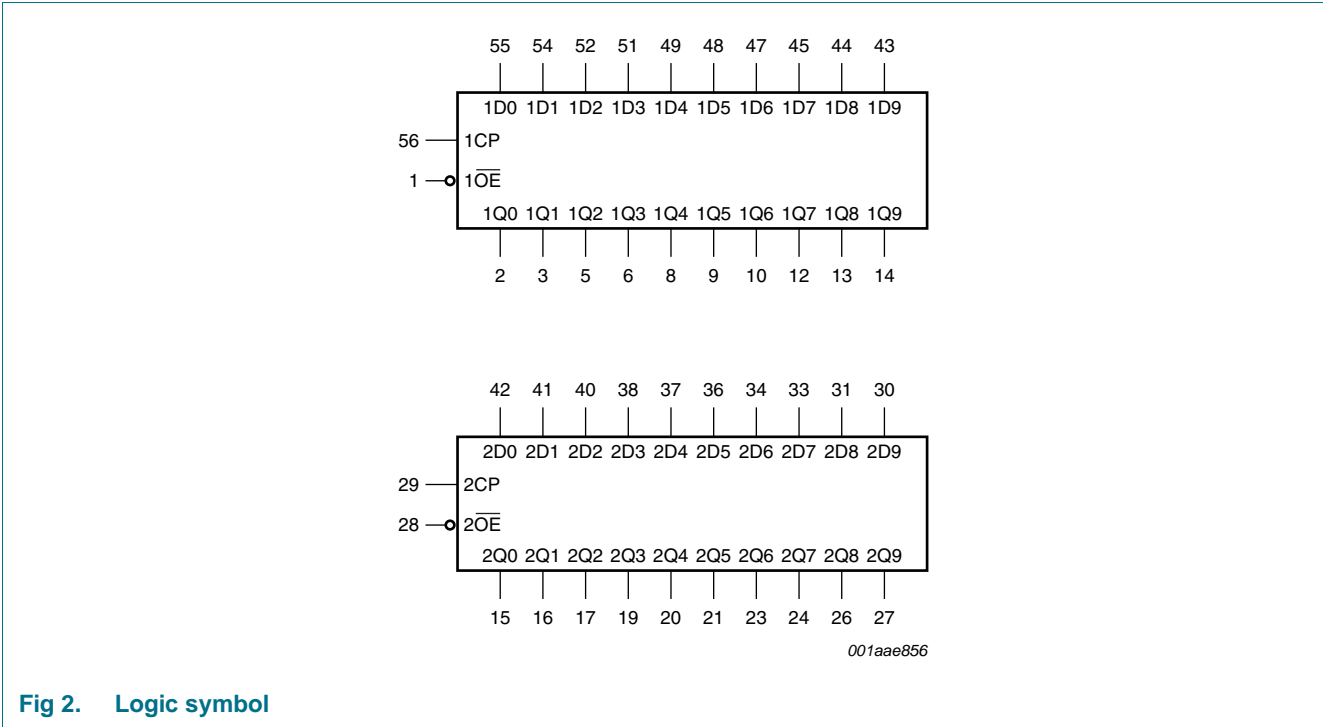 55 54 52 51 49 48 47 45 44 43
1D0 1D1 1D2 1D3 1D4 1D5 1D6 1D7 1D8 1D9
56 1CP
1 1O̅E̅
1Q0 1Q1 1Q2 1Q3 1Q4 1Q5 1Q6 1Q7 1Q8 1Q9
2 3 5 6 8 9 10 12 13 14
42 41 40 38 37 36 34 33 31 30
2D0 2D1 2D2 2D3 2D4 2D5 2D6 2D7 2D8 2D9
29 2CP
28 2O̅E̅
2Q0 2Q1 2Q2 2Q3 2Q4 2Q5 2Q6 2Q7 2Q8 2Q9
15 16 17 19 20 21 23 24 26 27
001aae856
Fig 2. Logic symbol